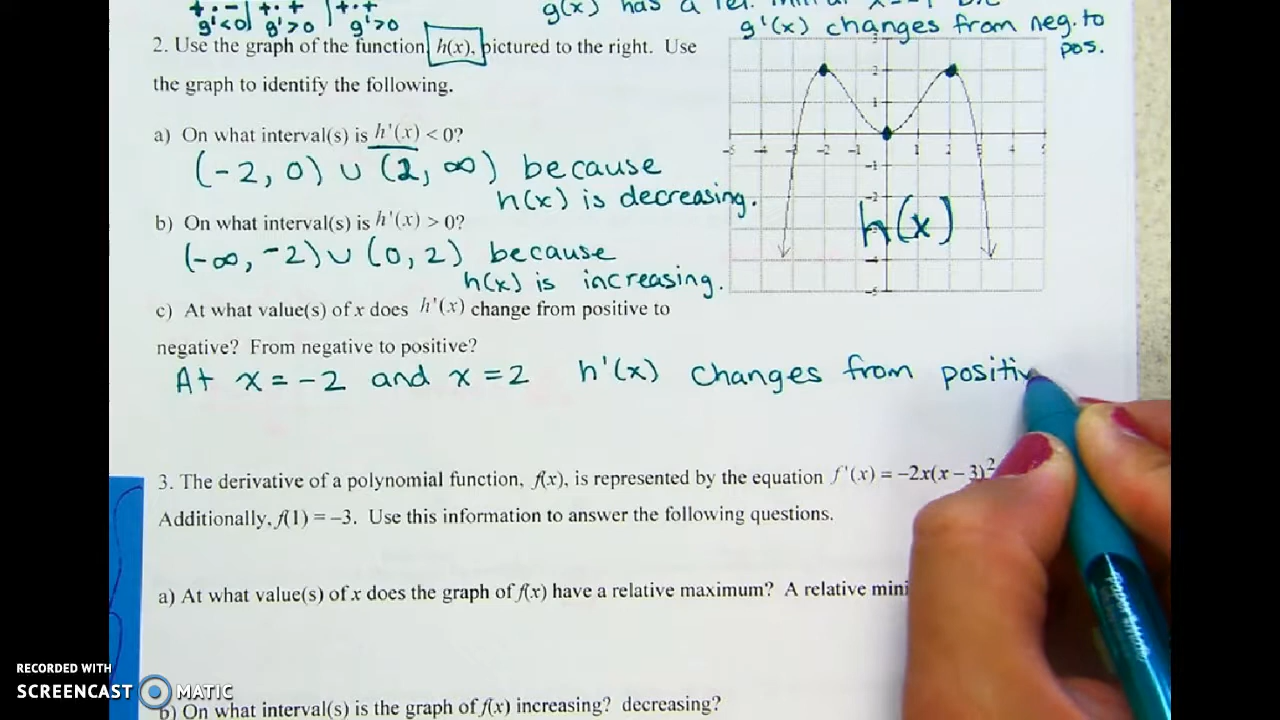 + · - | + · + | + · +
g'<0 | g'>0 | g'>0
g'(x) changes from neg. to
pos.
2. Use the graph of the function h(x), pictured to the right. Use
the graph to identify the following.
a) On what interval(s) is h'(x) < 0?
(-2, 0) ∪ (2, ∞) because
h(x) is decreasing.
b) On what interval(s) is h'(x) > 0?
(-∞, -2) ∪ (0, 2) because
h(x) is increasing.
h(x)
c) At what value(s) of x does h'(x) change from positive to
negative? From negative to positive?
At x = -2 and x = 2 h'(x) changes from positiv
3. The derivative of a polynomial function, f(x), is represented by the equation f'(x) = -2x(x - 3)²
Additionally, f(1) = -3. Use this information to answer the following questions.
a) At what value(s) of x does the graph of f(x) have a relative maximum? A relative mini
b) On what interval(s) is the graph of f(x) increasing? decreasing?
RECORDED WITH
SCREENCAST MATIC